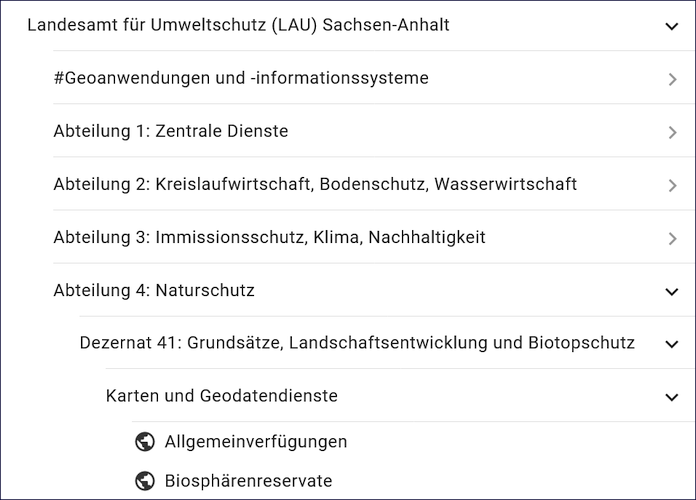 Landesamt für Umweltschutz (LAU) Sachsen-Anhalt
#Geoanwendungen und -informationssysteme
Abteilung 1: Zentrale Dienste
Abteilung 2: Kreislaufwirtschaft, Bodenschutz, Wasserwirtschaft
Abteilung 3: Immissionsschutz, Klima, Nachhaltigkeit
Abteilung 4: Naturschutz
Dezernat 41: Grundsätze, Landschaftsentwicklung und Biotopschutz
Karten und Geodatendienste
Allgemeinverfügungen
Biosphärenreservate